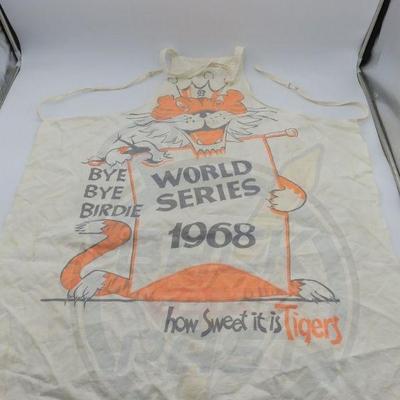 BYE
BYE
BIRDIE
WORLD
SERIES
1968
how Sweet it is Tigers